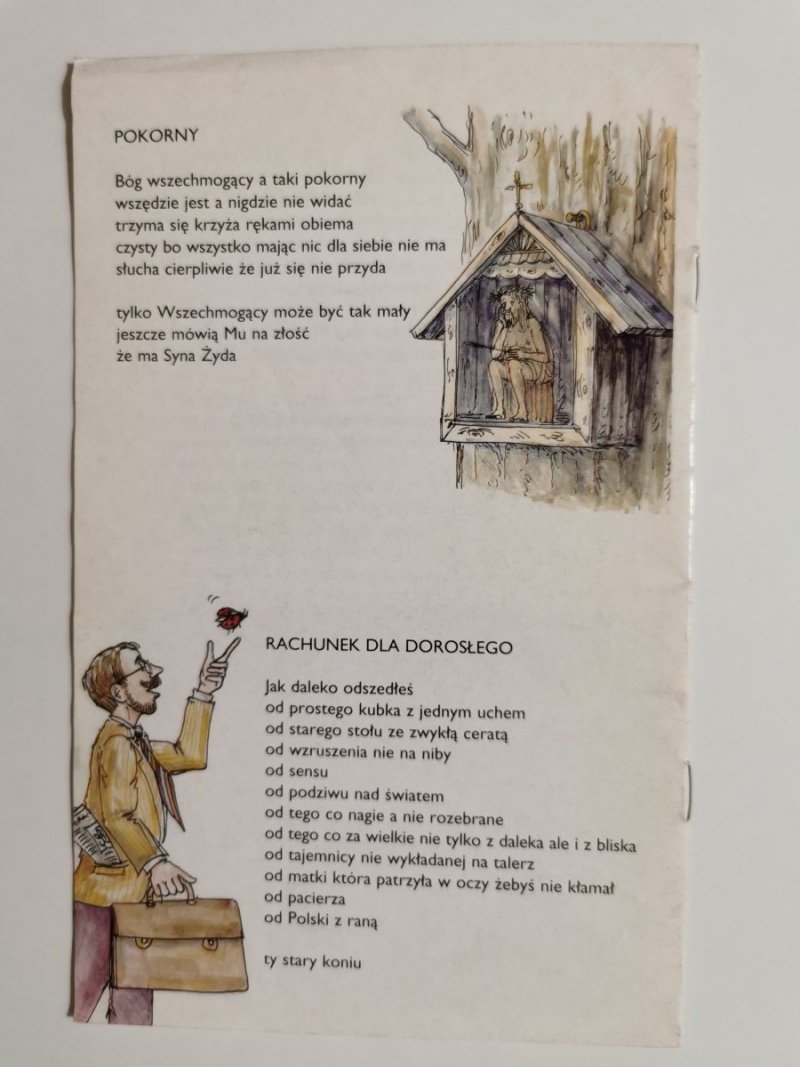 POKORNY

Bóg wszechmogący a taki pokorny
wszędzie jest a nigdzie nie widać
trzyma się krzyża rękami obiema
czysty bo wszystko mając nic dla siebie nie ma
słucha cierpliwie że już się nie przyda

tylko Wszechmogący może być tak mały
jeszcze mówią Mu na złość
że ma Syna Żyda

RACHUNEK DLA DOROSŁEGO

Jak daleko odszedłeś
od prostego kubka z jednym uchem
od starego stołu ze zwykłą ceratą
od wzruszenia nie na niby
od sensu
od podziwu nad światem
od tego co nagie a nie rozebrane
od tego co za wielkie nie tylko z daleka ale i z bliska
od tajemnicy nie wykładanej na talerz
od matki która patrzyła w oczy żebyś nie kłamał
od pacierza
od Polski z raną

ty stary koniu